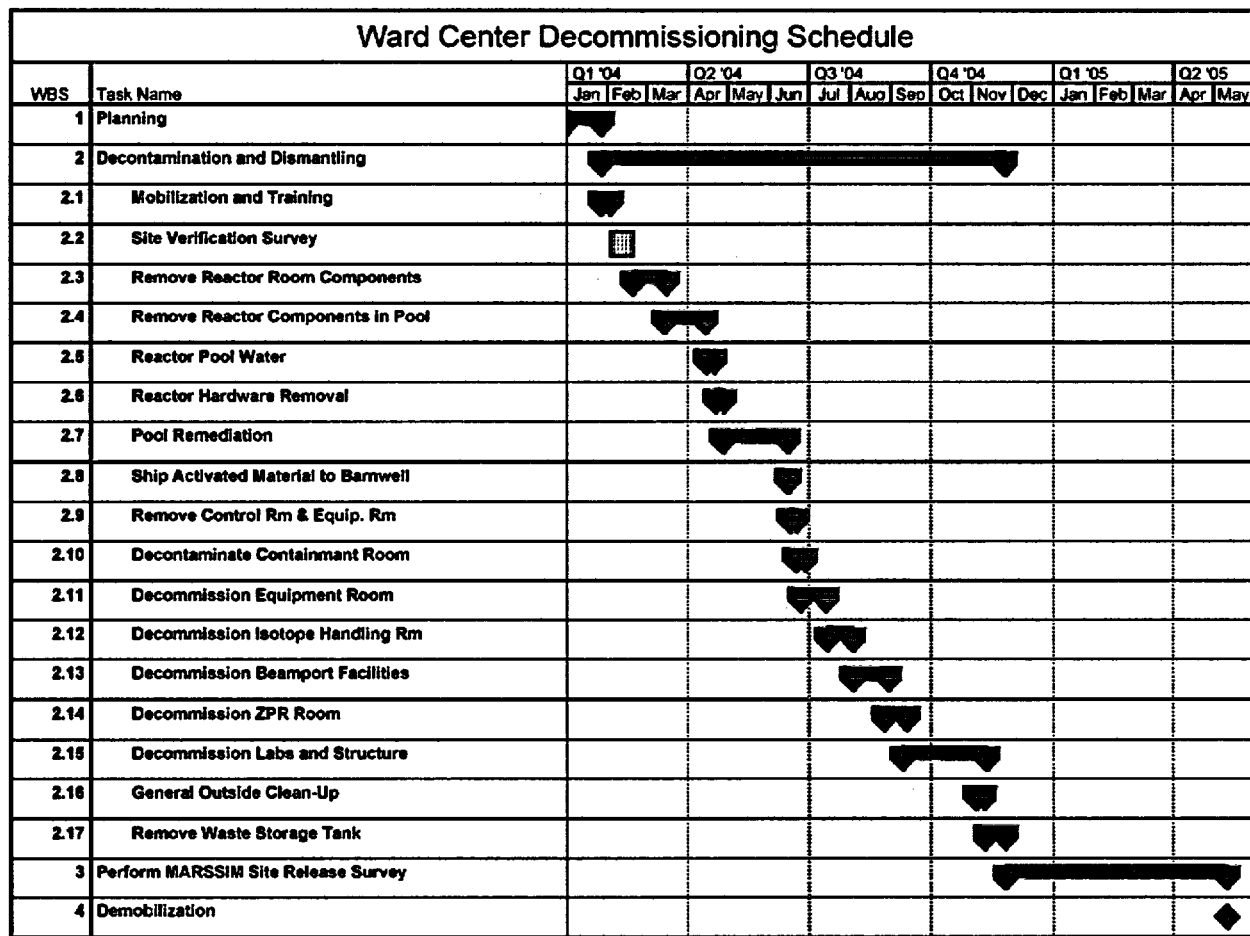 Ward Center Decommissioning Schedule
Q1 '04 Q2 '04 Q3 '04 Q4 '04 Q1 '05 Q2 '05
WBS Task Name Jan Feb Mar Apr May Jun Jul Aug Sep Oct Nov Dec Jan Feb Mar Apr May
1 Planning
2 Decontamination and Dismantling
2.1 Mobilization and Training
2.2 Site Verification Survey
2.3 Remove Reactor Room Components
2.4 Remove Reactor Components in Pool
2.5 Reactor Pool Water
2.6 Reactor Hardware Removal
2.7 Pool Remediation
2.8 Ship Activated Material to Barnwell
2.9 Remove Control Rm & Equip. Rm
2.10 Decontaminate Containmant Room
2.11 Decommission Equipment Room
2.12 Decommission Isotope Handling Rm
2.13 Decommission Beamport Facilities
2.14 Decommission ZPR Room
2.15 Decommission Labs and Structure
2.16 General Outside Clean-Up
2.17 Remove Waste Storage Tank
3 Perform MARSSIM Site Release Survey
4 Demobilization